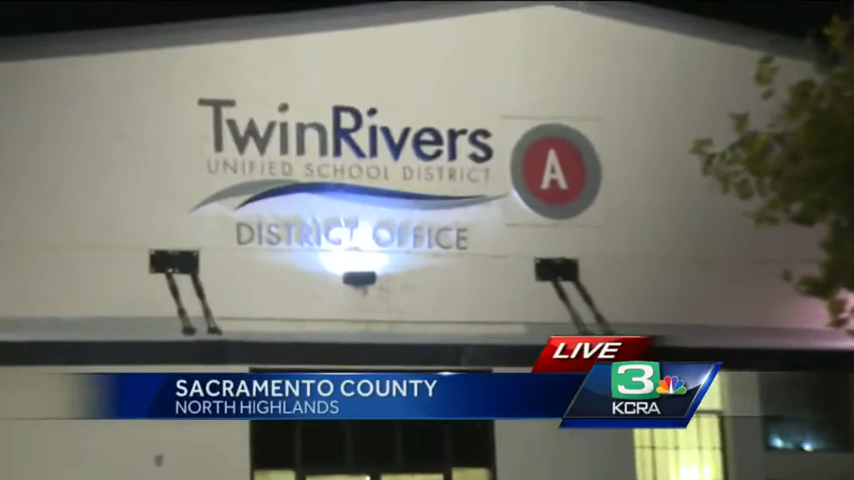 TwinRivers
UNIFIED SCHOOL DISTRICT
A
DISTRICT OFFICE
LIVE
SACRAMENTO COUNTY
NORTH HIGHLANDS
3
KCRA